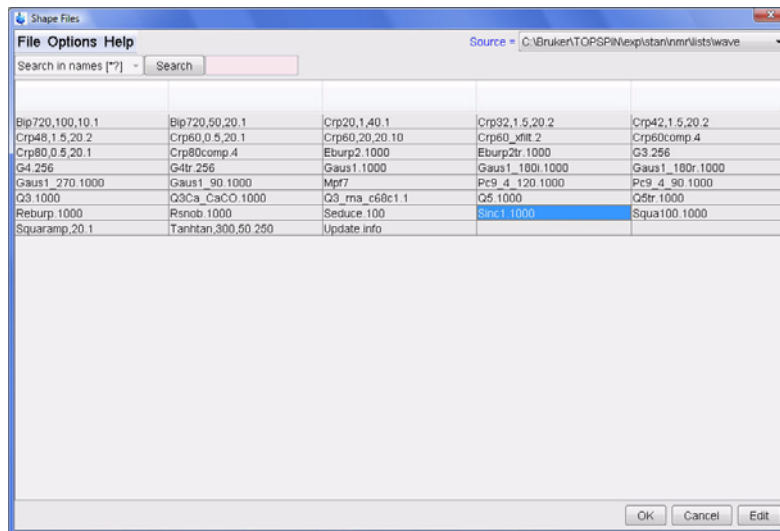 Shape Files
File Options Help
Source = C:\Bruker\TOPSPIN\exp\stan\nmr\lists\wave
Search in names [*?] Search
Bip720,100,10.1 Bip720,50,20.1 Crp20,1,40.1 Crp32,1.5,20.2 Crp42,1.5,20.2
Crp48,1.5,20.2 Crp60,0.5,20.1 Crp60,20,20.10 Crp60_xfilt.2 Crp60comp.4
Crp80,0.5,20.1 Crp80comp.4 Eburp2.1000 Eburp2tr.1000 G3.256
G4.256 G4tr.256 Gaus1.1000 Gaus1_180i.1000 Gaus1_180r.1000
Gaus1_270.1000 Gaus1_90.1000 Mpf7 Pc9_4_120.1000 Pc9_4_90.1000
Q3.1000 Q3Ca_CaCO.1000 Q3_rna_c68c1.1 Q5.1000 Q5tr.1000
Reburp.1000 Rsnob.1000 Seduce.100 Sinc1.1000 Squa100.1000
Squaramp,20.1 Tanhtan,300,50.250 Update.info
OK Cancel Edit